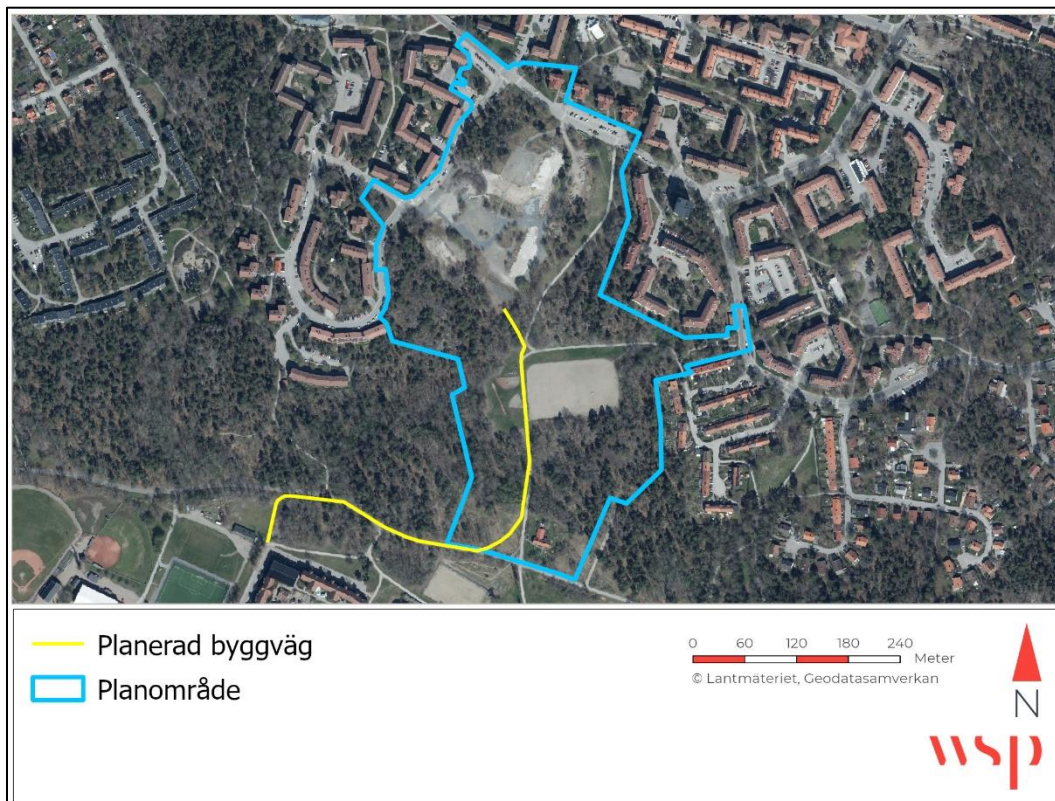 Planerad byggväg
Planområde
0 60 120 180 240
Meter
© Lantmäteriet, Geodatasamverkan
N
wsp